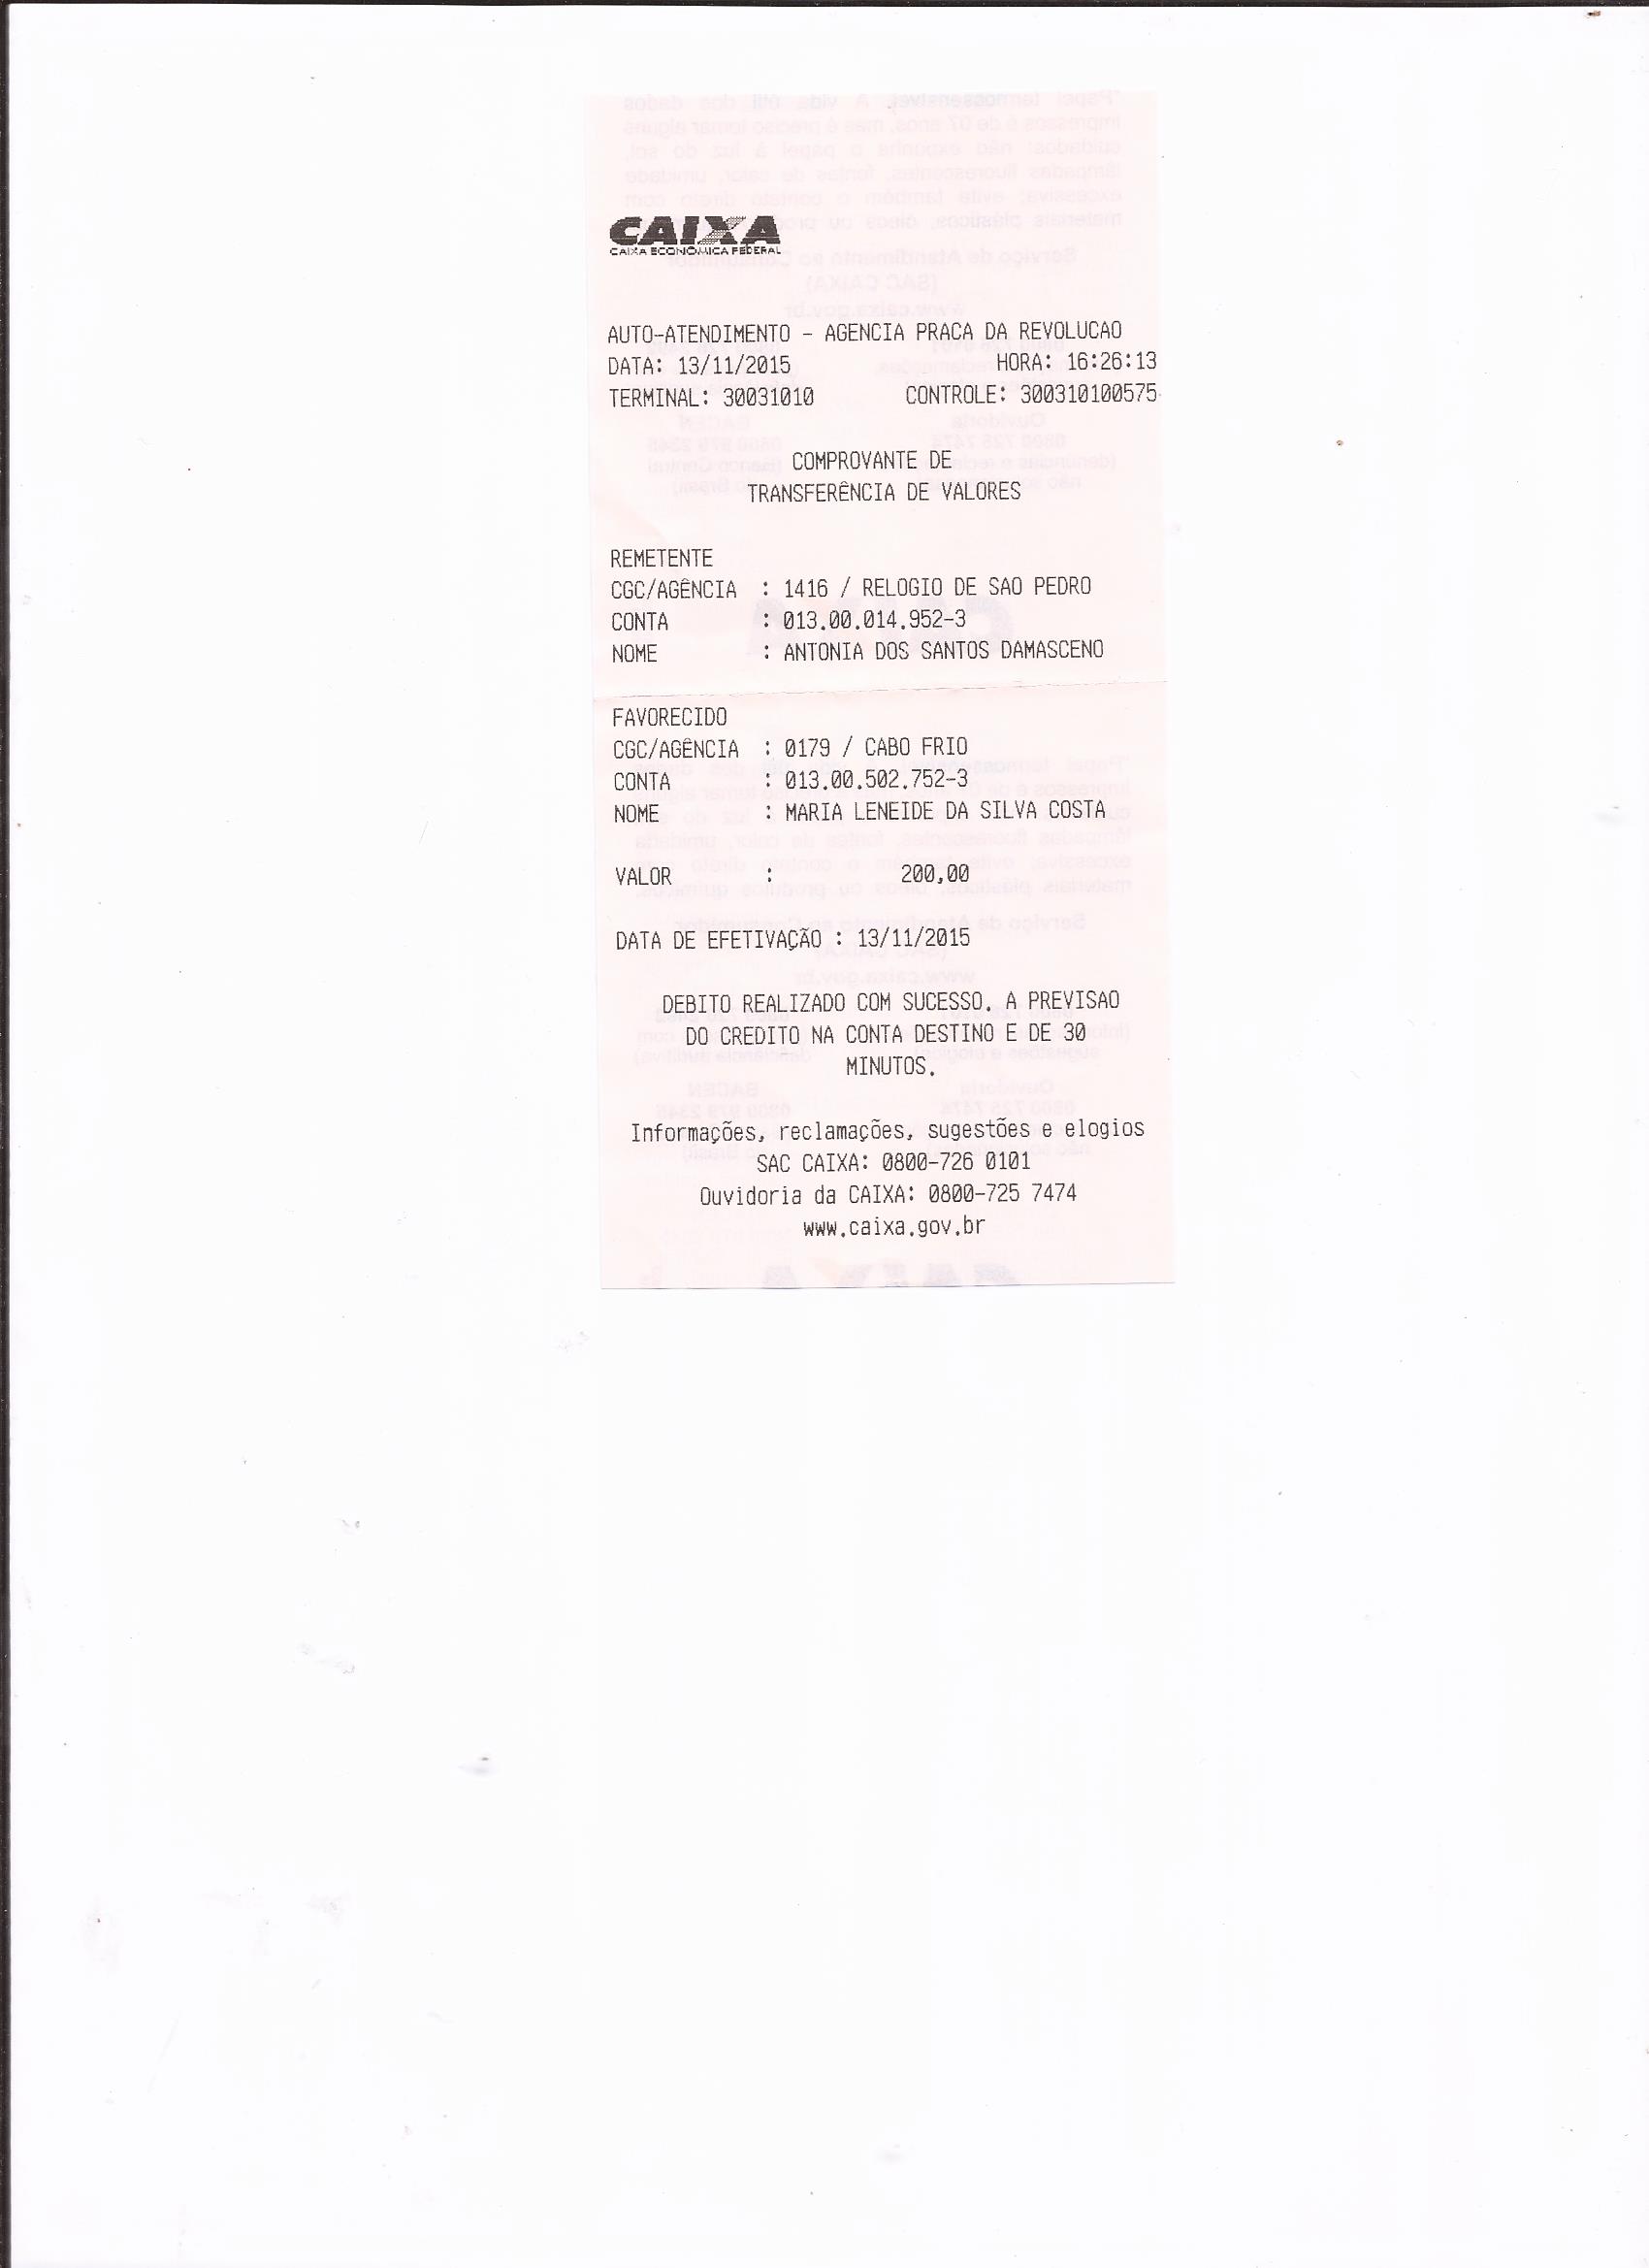 CAIXA
CAIXA ECONOMICA FEDERAL
AUTO-ATENDIMENTO - AGENCIA PRACA DA REVOLUCAO
DATA: 13/11/2015 HORA: 16:26:13
TERMINAL: 30031010 CONTROLE: 300310100575
COMPROVANTE DE
TRANSFERÊNCIA DE VALORES
REMETENTE
CGC/AGÊNCIA : 1416 / RELOGIO DE SAO PEDRO
CONTA : 013.00.014.952-3
NOME : ANTONIA DOS SANTOS DAMASCENO
FAVORECIDO
CGC/AGÊNCIA : 0179 / CABO FRIO
CONTA : 013.00.502.752-3
NOME : MARIA LENEIDE DA SILVA COSTA
VALOR : 200,00
DATA DE EFETIVAÇÃO : 13/11/2015
DEBITO REALIZADO COM SUCESSO. A PREVISAO
DO CREDITO NA CONTA DESTINO E DE 30
MINUTOS.
Informações, reclamações, sugestões e elogios
SAC CAIXA: 0800-726 0101
Ouvidoria da CAIXA: 0800-725 7474
www.caixa.gov.br